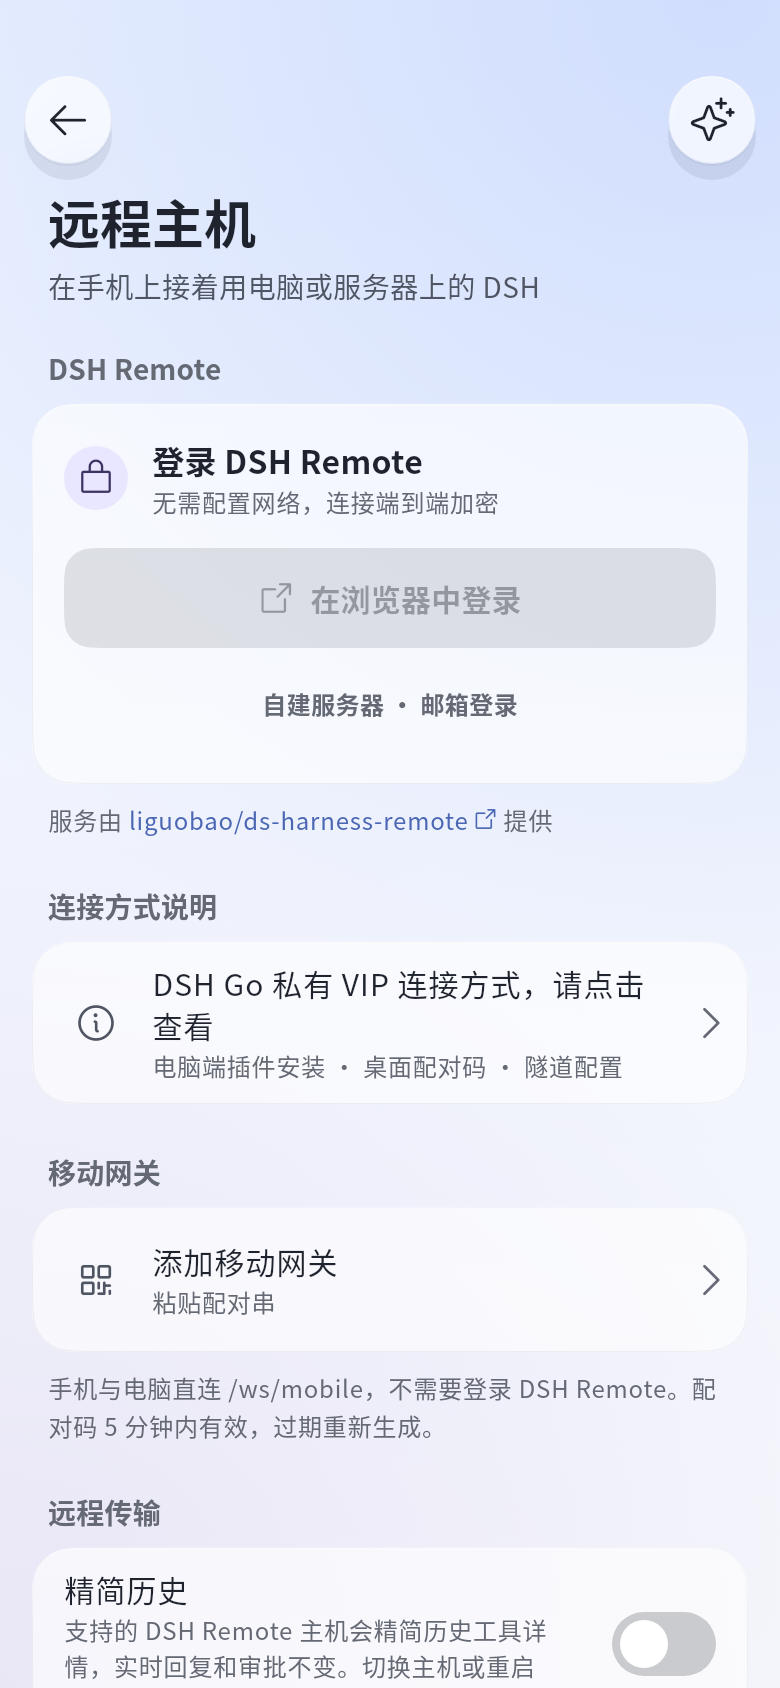 远程主机
在手机上接着用电脑或服务器上的 DSH
DSH Remote
登录 DSH Remote
无需配置网络，连接端到端加密
在浏览器中登录
自建服务器 · 邮箱登录
服务由 liguobao/ds-harness-remote 提供
连接方式说明
DSH Go 私有 VIP 连接方式，请点击
查看
电脑端插件安装 · 桌面配对码 · 隧道配置
移动网关
添加移动网关
粘贴配对串
手机与电脑直连 /ws/mobile，不需要登录 DSH Remote。配
对码 5 分钟内有效，过期重新生成。
远程传输
精简历史
支持的 DSH Remote 主机会精简历史工具详
情，实时回复和审批不变。切换主机或重启